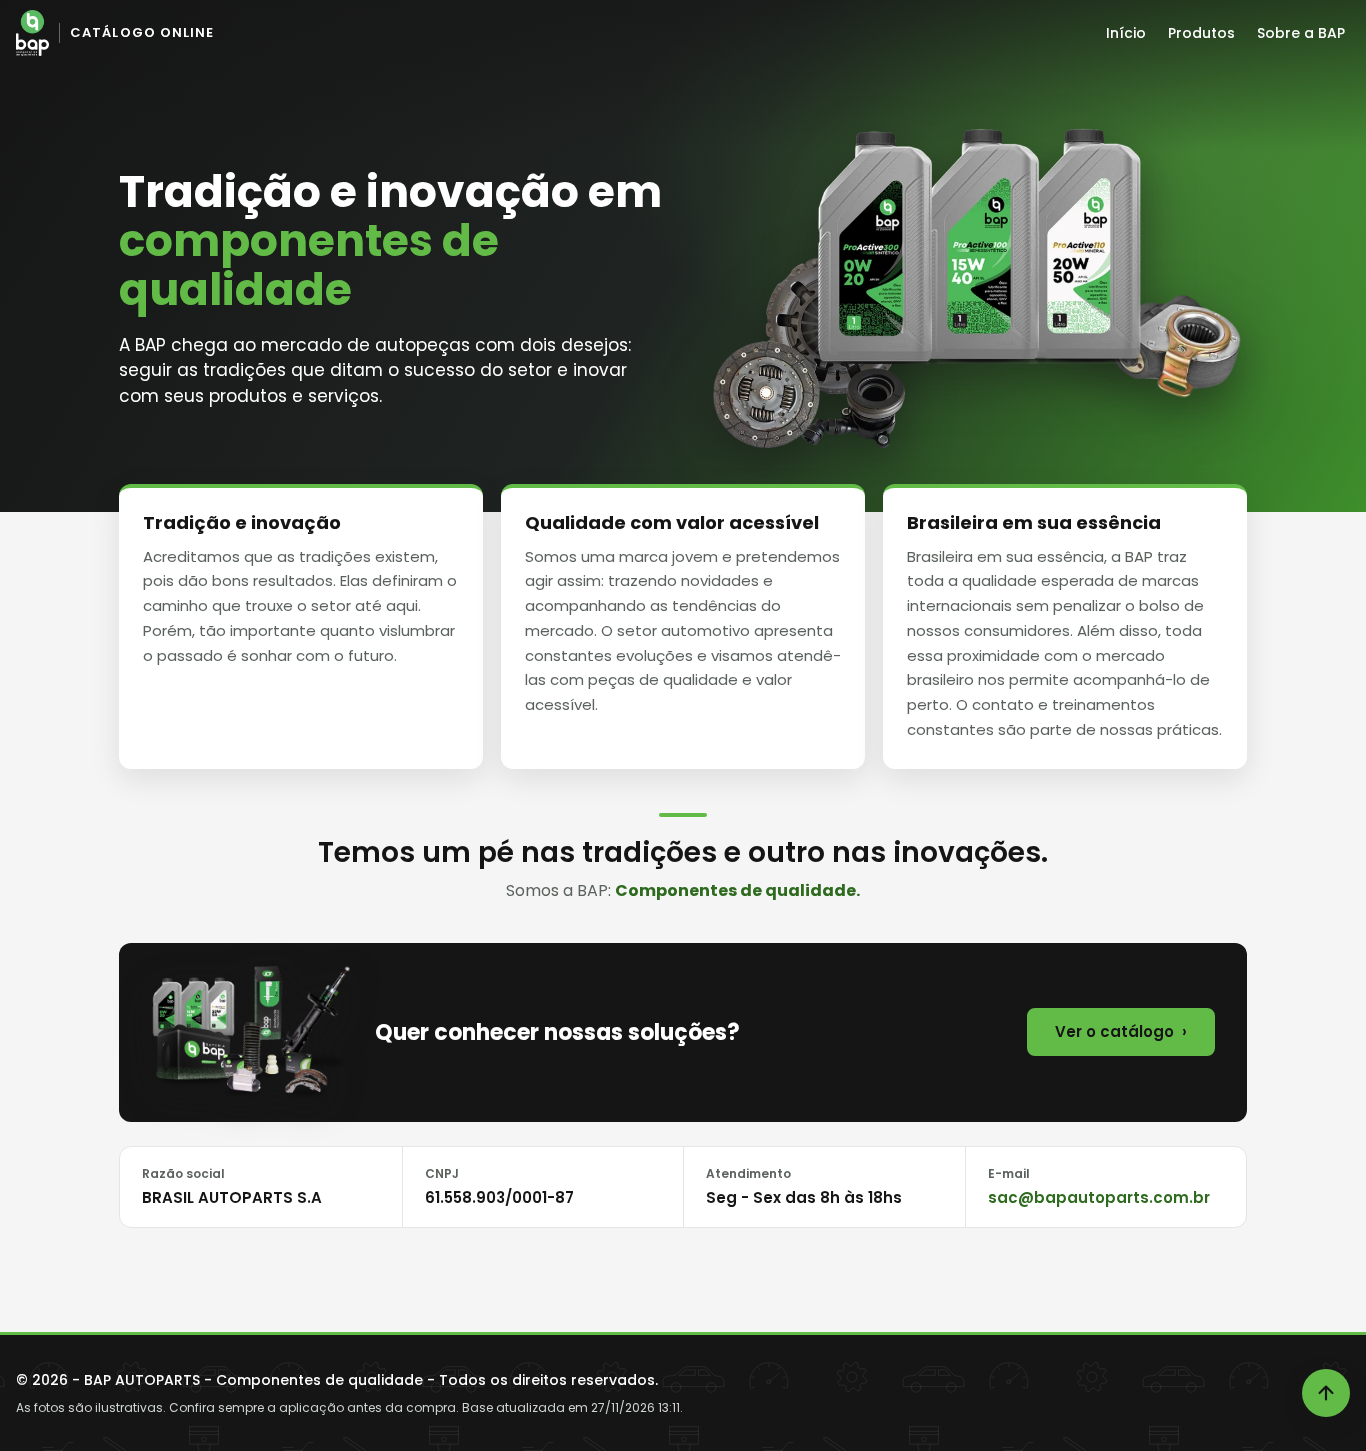 bap
CATÁLOGO ONLINE
Início
Produtos
Sobre a BAP
Tradição e inovação em
componentes de
qualidade
A BAP chega ao mercado de autopeças com dois desejos:
seguir as tradições que ditam o sucesso do setor e inovar
com seus produtos e serviços.
bap
ProActive300
SINTÉTICO
0W
20
1
bap
ProActive100
SEMISSINTÉTICO
15W
40
1
Litro
bap
ProActive110
MINERAL
20W
50
1
Litro
Tradição e inovação
Acreditamos que as tradições existem,
pois dão bons resultados. Elas definiram o
caminho que trouxe o setor até aqui.
Porém, tão importante quanto vislumbrar
o passado é sonhar com o futuro.
Qualidade com valor acessível
Somos uma marca jovem e pretendemos
agir assim: trazendo novidades e
acompanhando as tendências do
mercado. O setor automotivo apresenta
constantes evoluções e visamos atendê-
las com peças de qualidade e valor
acessível.
Brasileira em sua essência
Brasileira em sua essência, a BAP traz
toda a qualidade esperada de marcas
internacionais sem penalizar o bolso de
nossos consumidores. Além disso, toda
essa proximidade com o mercado
brasileiro nos permite acompanhá-lo de
perto. O contato e treinamentos
constantes são parte de nossas práticas.
Temos um pé nas tradições e outro nas inovações.
Somos a BAP: Componentes de qualidade.
bap
bap
Quer conhecer nossas soluções?
Ver o catálogo ›
Razão social
BRASIL AUTOPARTS S.A
CNPJ
61.558.903/0001-87
Atendimento
Seg - Sex das 8h às 18hs
E-mail
sac@bapautoparts.com.br
© 2026 - BAP AUTOPARTS - Componentes de qualidade - Todos os direitos reservados.
As fotos são ilustrativas. Confira sempre a aplicação antes da compra. Base atualizada em 27/11/2026 13:11.